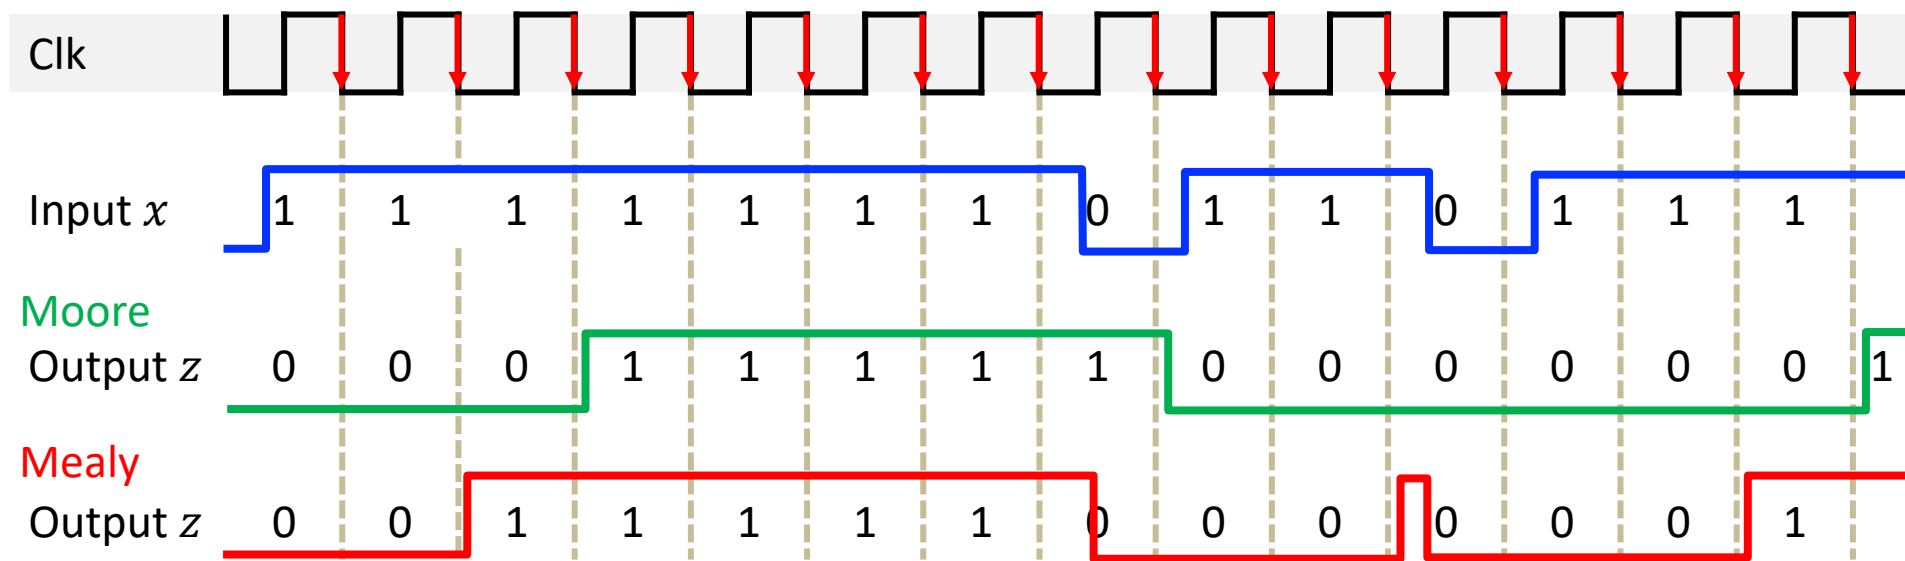 Clk
Input x 1 1 1 1 1 1 1 0 1 1 0 1 1 1
Moore
Output z 0 0 0 1 1 1 1 1 0 0 0 0 0 0 1
Mealy
Output z 0 0 1 1 1 1 1 0 0 0 0 0 0 1